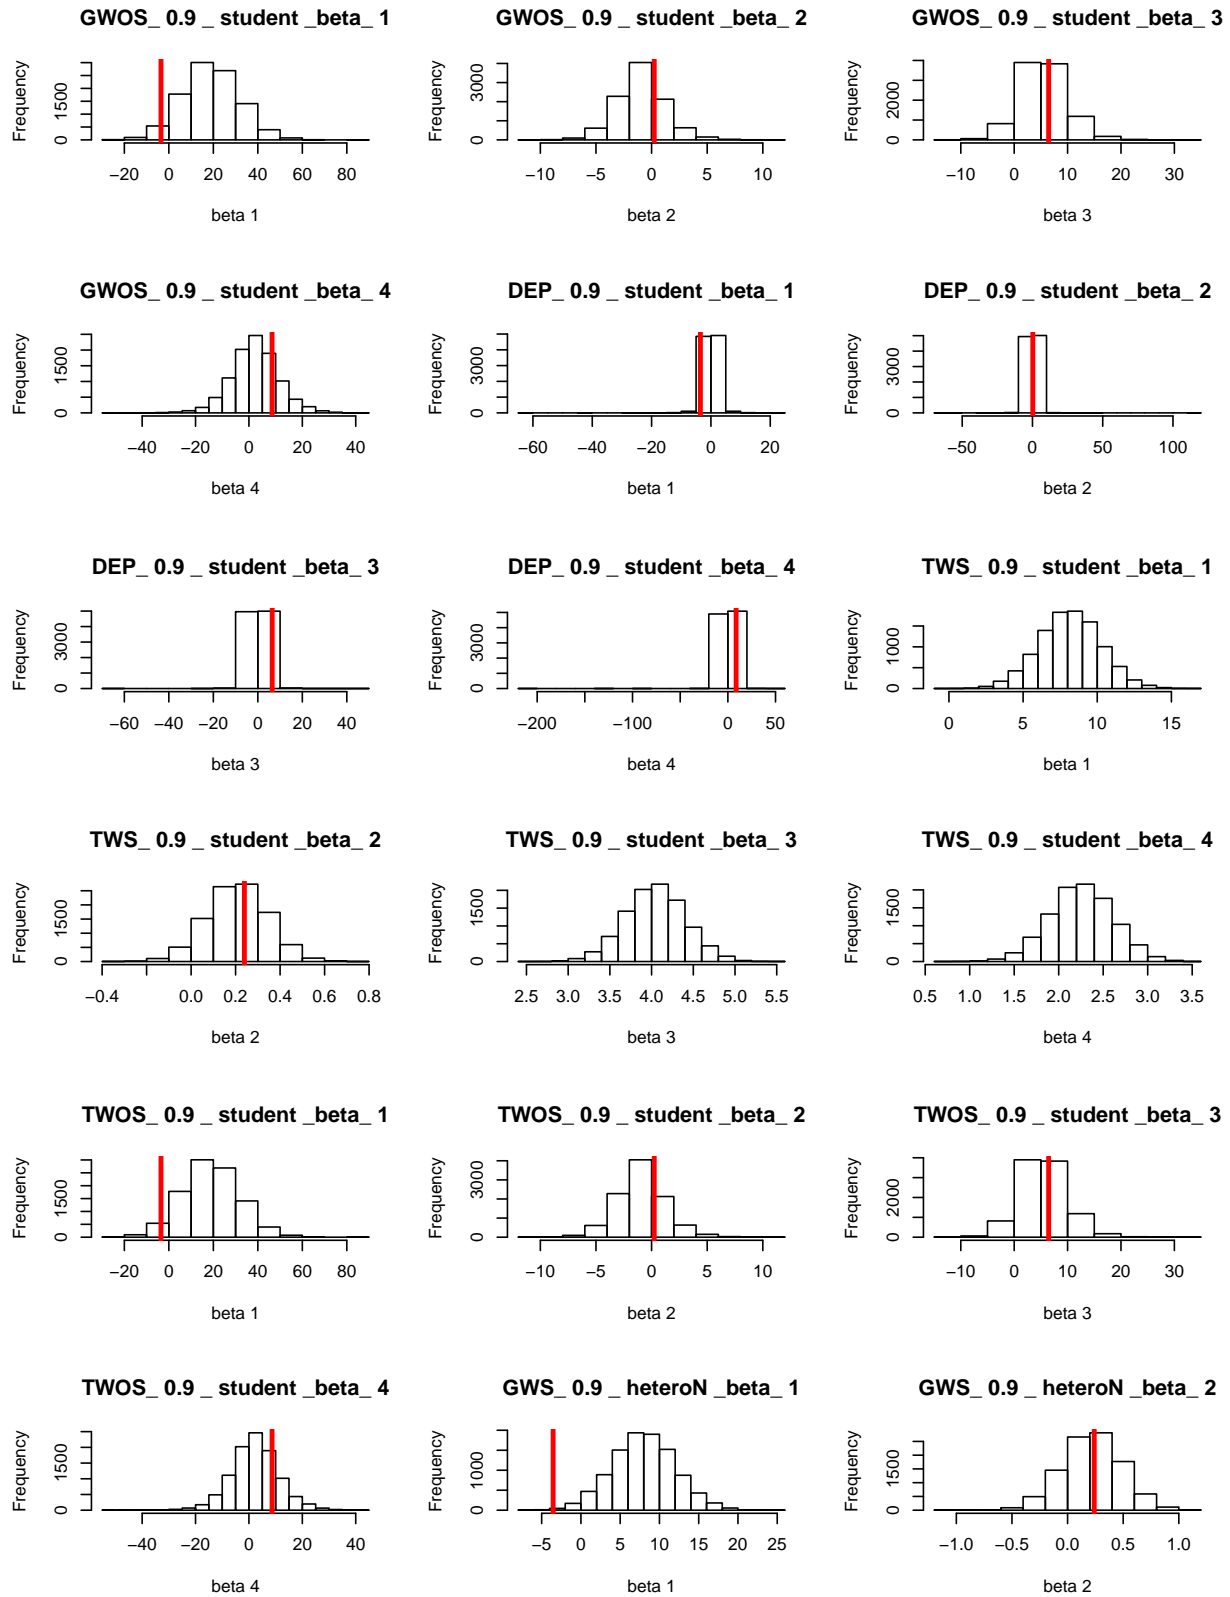 GWOS_ 0.9 _ student _beta_ 1
Frequency
0 1500
−20 0 20 40 60 80
beta 1
GWOS_ 0.9 _ student _beta_ 2
Frequency
0 3000
−10 −5 0 5 10
beta 2
GWOS_ 0.9 _ student _beta_ 3
Frequency
0 2000
−10 0 10 20 30
beta 3
GWOS_ 0.9 _ student _beta_ 4
Frequency
0 1500
−40 −20 0 20 40
beta 4
DEP_ 0.9 _ student _beta_ 1
Frequency
0 3000
−60 −40 −20 0 20
beta 1
DEP_ 0.9 _ student _beta_ 2
Frequency
0 3000
−50 0 50 100
beta 2
DEP_ 0.9 _ student _beta_ 3
Frequency
0 3000
−60 −40 −20 0 20 40
beta 3
DEP_ 0.9 _ student _beta_ 4
Frequency
0 3000
−200 −100 0 50
beta 4
TWS_ 0.9 _ student _beta_ 1
Frequency
0 1000
0 5 10 15
beta 1
TWS_ 0.9 _ student _beta_ 2
Frequency
0 1500
−0.4 0.0 0.2 0.4 0.6 0.8
beta 2
TWS_ 0.9 _ student _beta_ 3
Frequency
0 1500
2.5 3.0 3.5 4.0 4.5 5.0 5.5
beta 3
TWS_ 0.9 _ student _beta_ 4
Frequency
0 1500
0.5 1.0 1.5 2.0 2.5 3.0 3.5
beta 4
TWOS_ 0.9 _ student _beta_ 1
Frequency
0 1500
−20 0 20 40 60 80
beta 1
TWOS_ 0.9 _ student _beta_ 2
Frequency
0 3000
−10 −5 0 5 10
beta 2
TWOS_ 0.9 _ student _beta_ 3
Frequency
0 2000
−10 0 10 20 30
beta 3
TWOS_ 0.9 _ student _beta_ 4
Frequency
0 1500
−40 −20 0 20 40
beta 4
GWS_ 0.9 _ heteroN _beta_ 1
Frequency
0 1000
−5 0 5 10 15 20 25
beta 1
GWS_ 0.9 _ heteroN _beta_ 2
Frequency
0 1500
−1.0 −0.5 0.0 0.5 1.0
beta 2